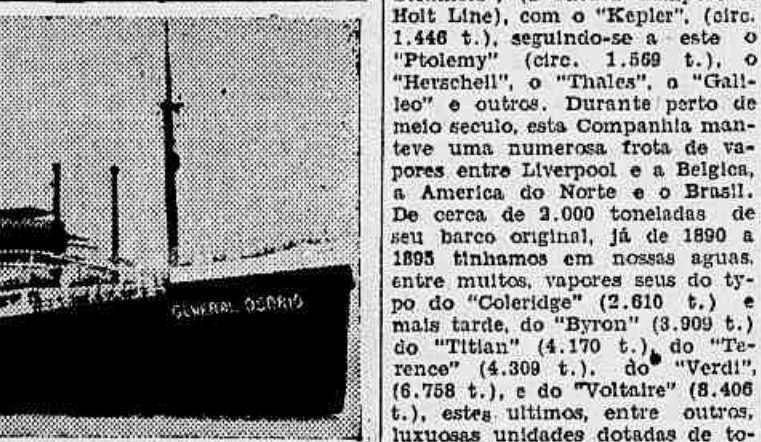 GENERAL OSORIO
Holt Line), com o "Kepler", (circ.
1.446 t.), seguindo-se a este o
"Ptolemy" (circ. 1.569 t.), o
"Herschell", o "Thales", o "Gali-
leo" e outros. Durante perto de
meio seculo, esta Companhia man-
teve uma numerosa frota de va-
pores entre Liverpool e a Belgica,
a America do Norte e o Brasil.
De cerca de 2.000 toneladas de
seu barco original, já de 1890 a
1895 tinhamos em nossas aguas,
entre muitos, vapores seus do ty-
po do "Coleridge" (2.610 t.) e
mais tarde, do "Byron" (3.909 t.)
do "Titian" (4.170 t.), do "Te-
rence" (4.309 t.). do "Verdi",
(6.758 t.), e do "Voltaire" (8.406
t.), estes ultimos, entre outros,
luxuosas unidades dotadas de to-